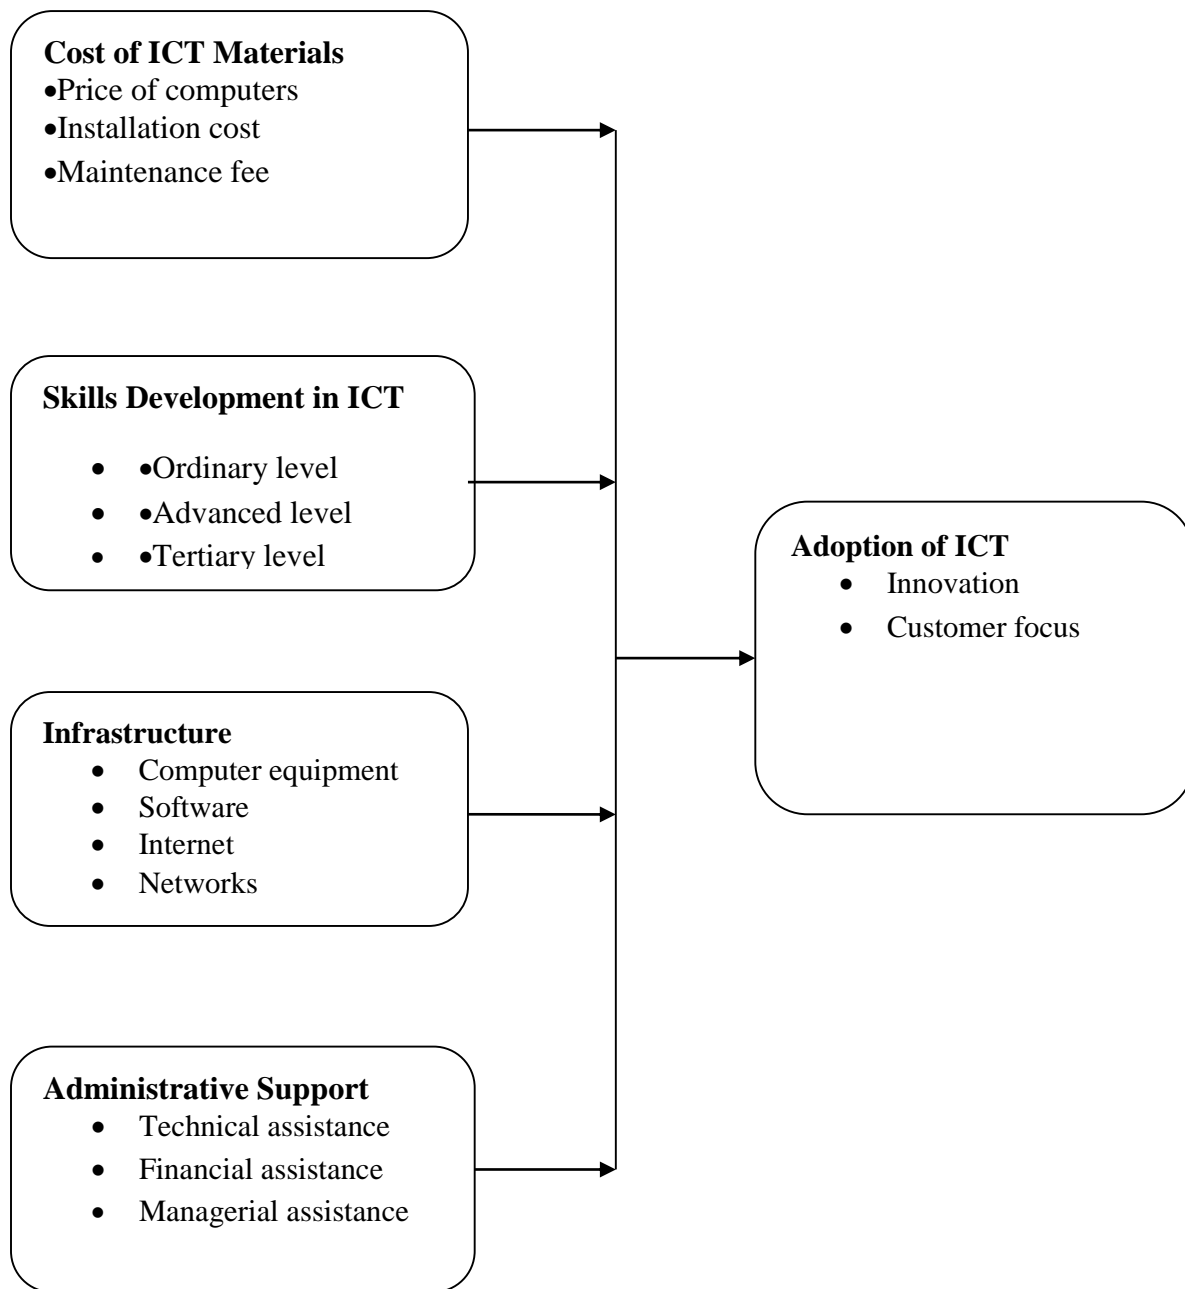 Cost of ICT Materials
•Price of computers
•Installation cost
•Maintenance fee
Skills Development in ICT
• •Ordinary level
• •Advanced level
• •Tertiary level
Adoption of ICT
• Innovation
• Customer focus
Infrastructure
• Computer equipment
• Software
• Internet
• Networks
Administrative Support
• Technical assistance
• Financial assistance
• Managerial assistance